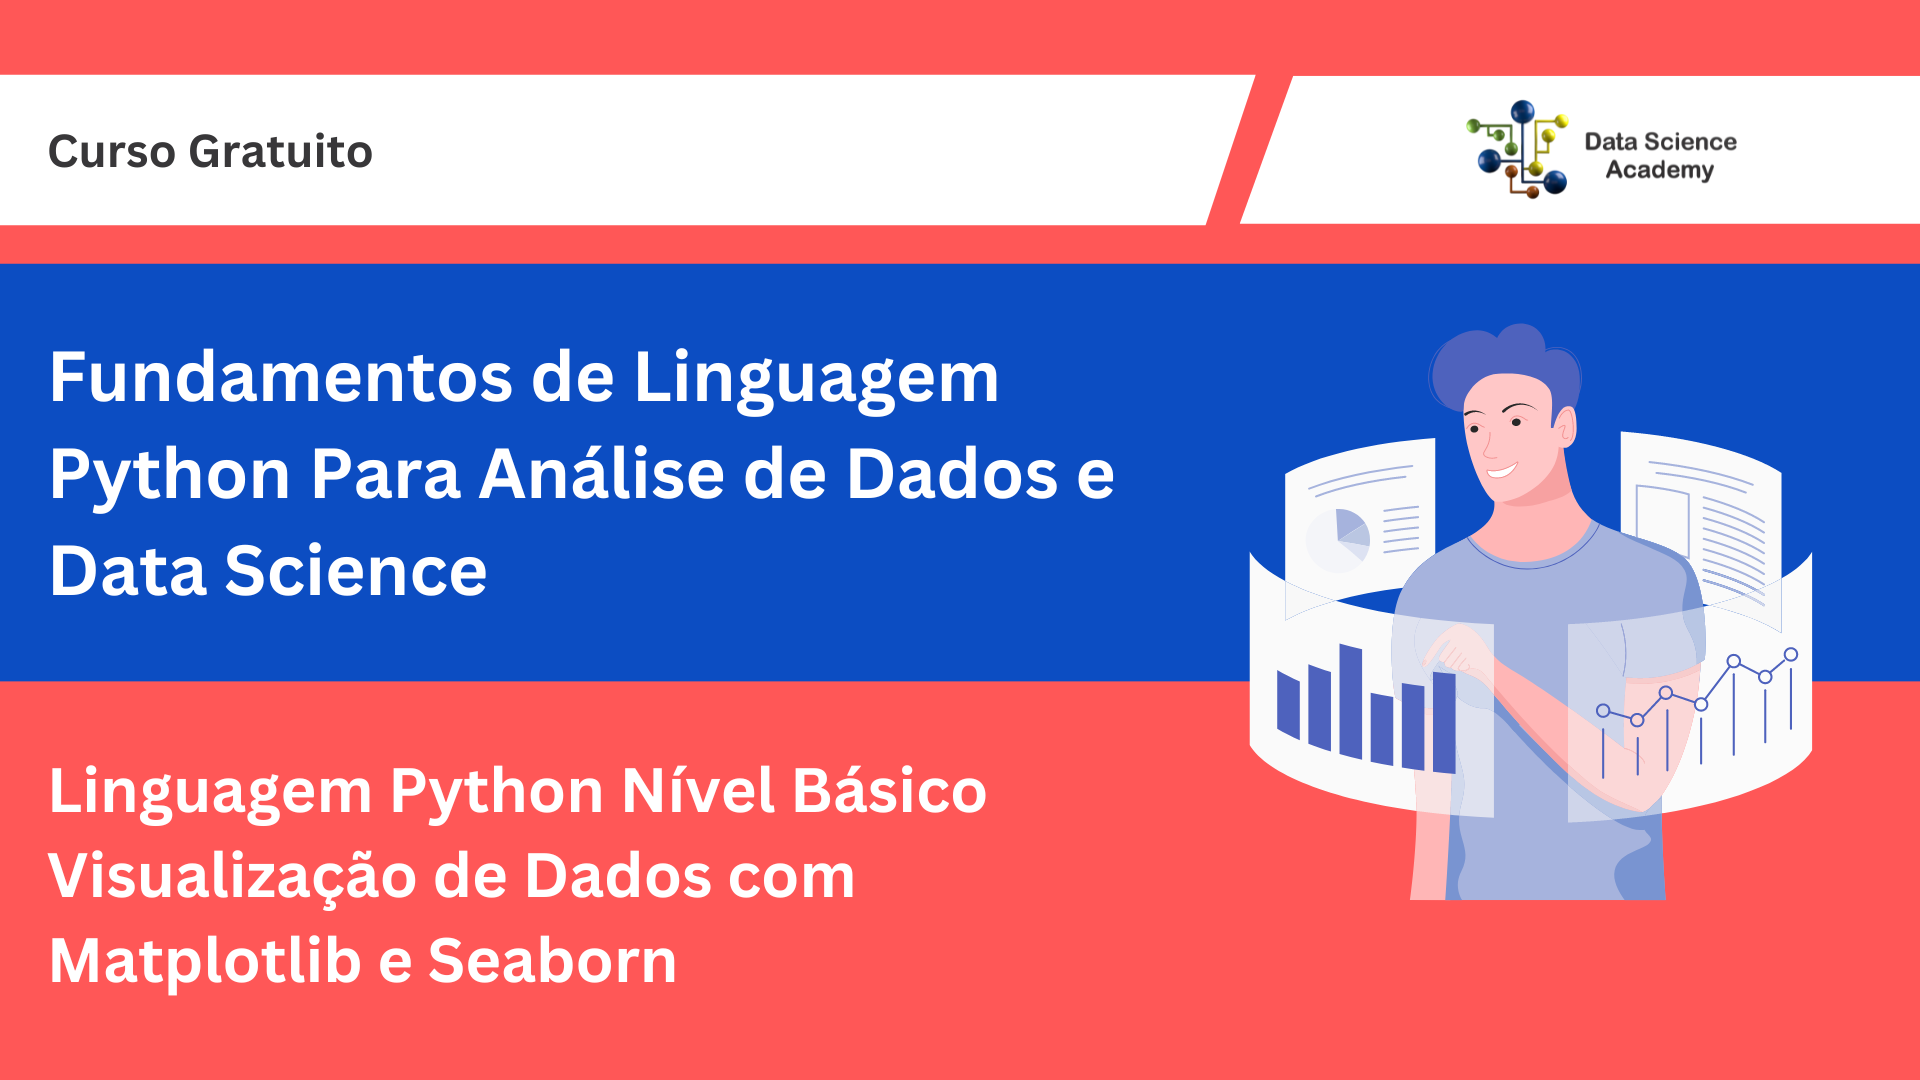 Curso Gratuito
Data Science
Academy
Fundamentos de Linguagem
Python Para Análise de Dados e
Data Science
Linguagem Python Nível Básico
Visualização de Dados com
Matplotlib e Seaborn